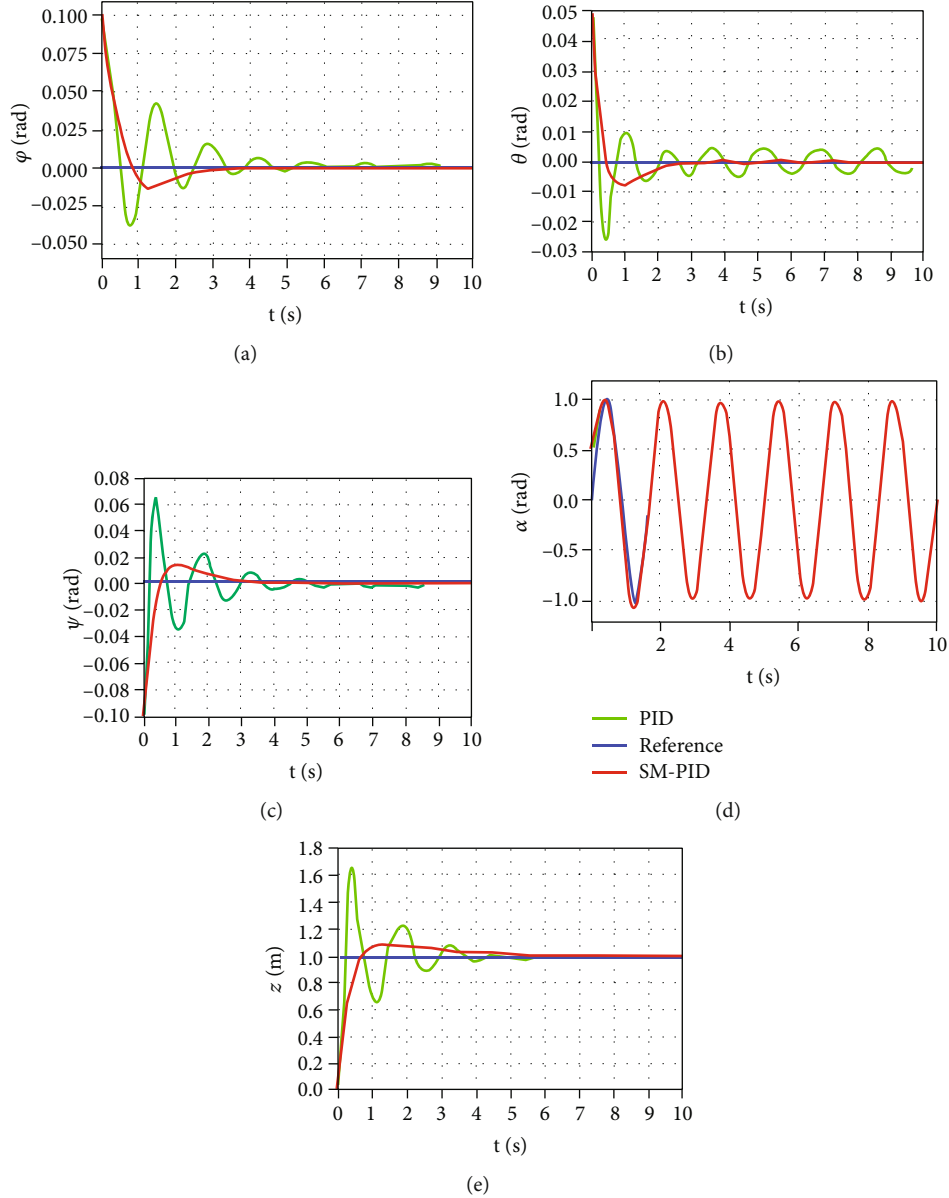 0.100
0.075
0.050
0.025
0.000
−0.025
−0.050
φ (rad)
0 1 2 3 4 5 6 7 8 9 10
t (s)
(a)
0.05
0.04
0.03
0.02
0.01
0.00
−0.01
−0.02
−0.03
θ (rad)
0 1 2 3 4 5 6 7 8 9 10
t (s)
(b)
0.08
0.06
0.04
0.02
0.00
−0.02
−0.04
−0.06
−0.08
−0.10
ψ (rad)
0 1 2 3 4 5 6 7 8 9 10
t (s)
(c)
1.0
0.5
0.0
−0.5
−1.0
α (rad)
2 4 6 8 10
t (s)
PID
Reference
SM-PID
(d)
1.8
1.6
1.4
1.2
1.0
0.8
0.6
0.4
0.2
0.0
z (m)
0 1 2 3 4 5 6 7 8 9 10
t (s)
(e)